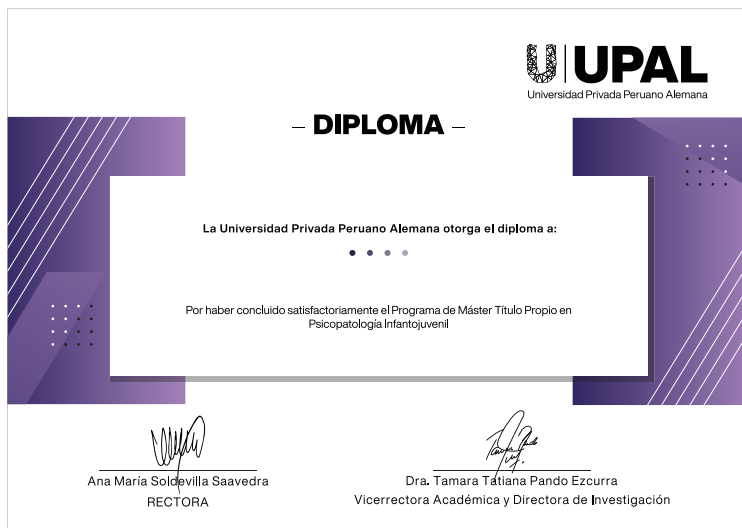 UPAL
Universidad Privada Peruano Alemana
– DIPLOMA –
La Universidad Privada Peruano Alemana otorga el diploma a:
Por haber concluido satisfactoriamente el Programa de Máster Título Propio en
Psicopatología Infantojuvenil
Ana María Soldevilla Saavedra
RECTORA
Dra. Tamara Tatiana Pando Ezcurra
Vicerrectora Académica y Directora de Investigación